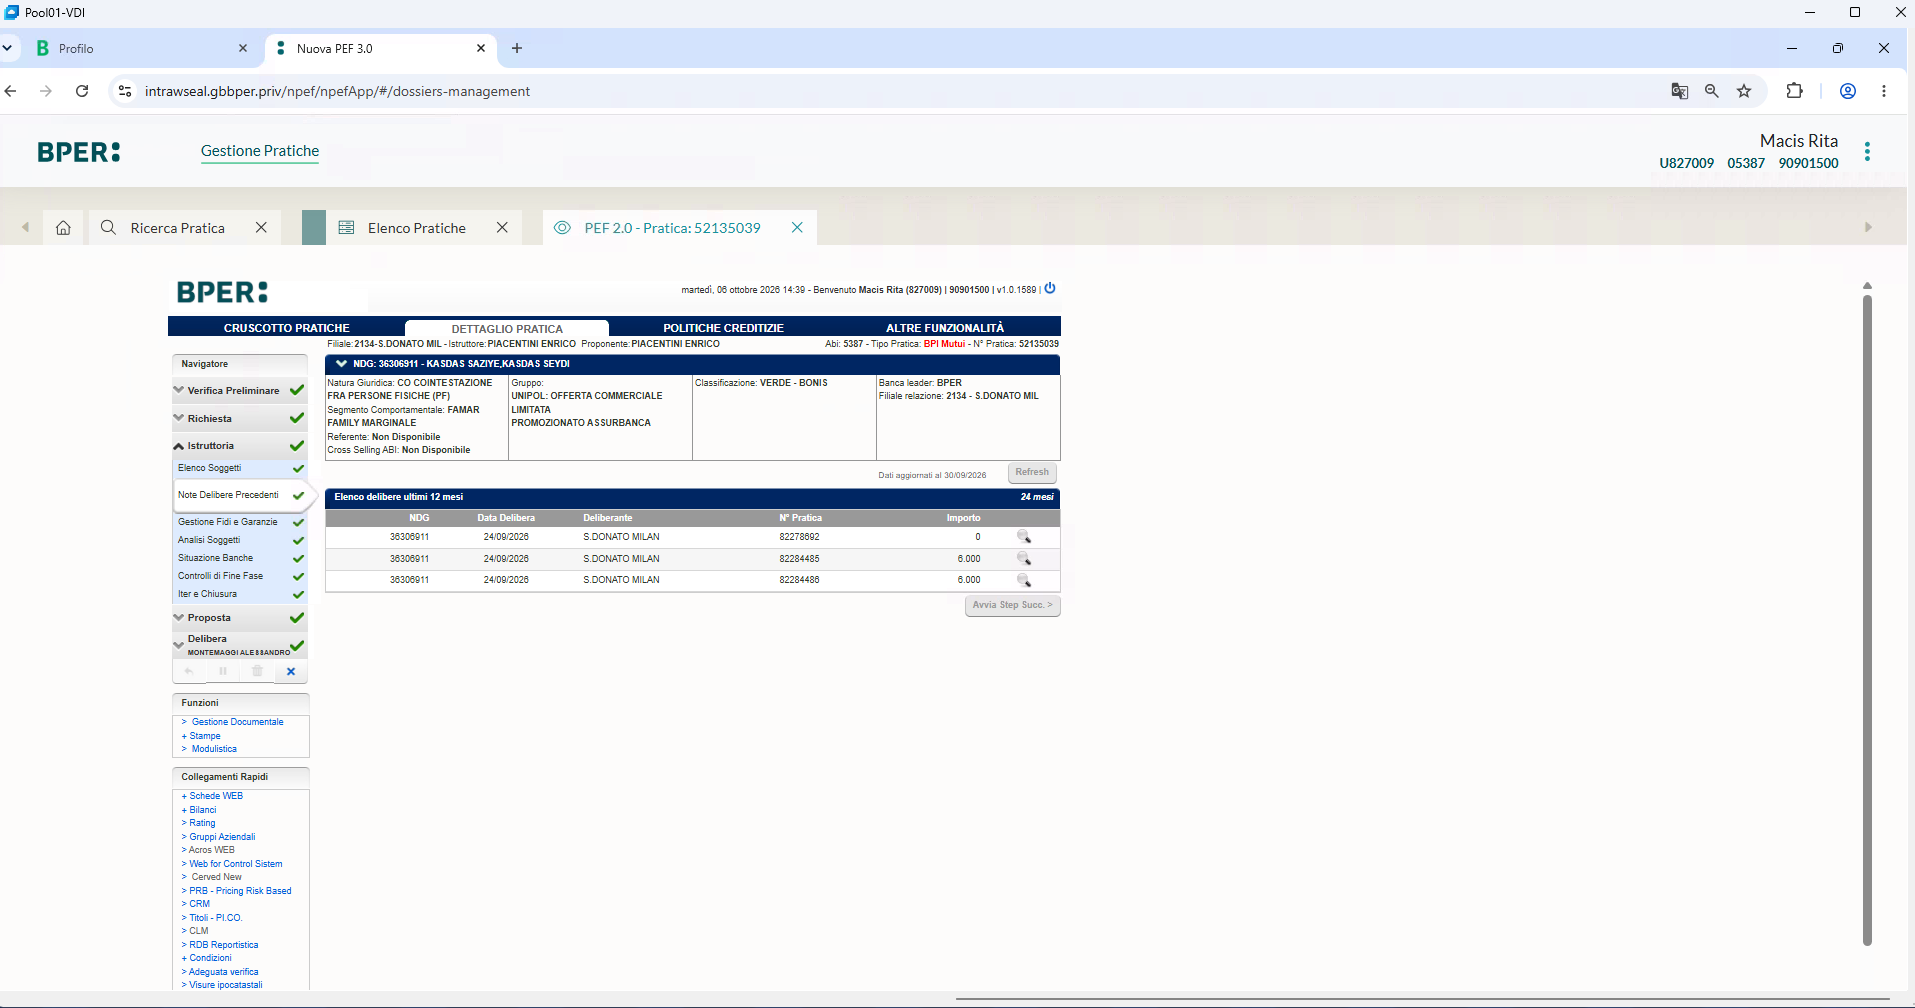 Pool01-VDI
Profilo
Nuova PEF 3.0
intrawseal.gbbper.priv/npef/npefApp/#/dossiers-management
BPER:
Gestione Pratiche
Macis Rita
U827009 05387 90901500
Ricerca Pratica
Elenco Pratiche
PEF 2.0 - Pratica: 52135039
BPER:
martedì, 06 ottobre 2026 14:39 - Benvenuto Macis Rita (827009) | 90901500 | v1.0.1589 |
CRUSCOTTO PRATICHE DETTAGLIO PRATICA POLITICHE CREDITIZIE ALTRE FUNZIONALITÀ
Filiale: 2134-S.DONATO MIL - Istruttore: PIACENTINI ENRICO Proponente: PIACENTINI ENRICO Abi: 5387 - Tipo Pratica: BPI Mutui - N° Pratica: 52135039
Navigatore
Verifica Preliminare
Richiesta
Istruttoria
Elenco Soggetti
Note Delibere Precedenti
Gestione Fidi e Garanzie
Analisi Soggetti
Situazione Banche
Controlli di Fine Fase
Iter e Chiusura
Proposta
Delibera
MONTEMAGGI ALESSANDRO
NDG: 36306911 - KASDAS SAZIYE,KASDAS SEYDI
Natura Giuridica: CO COINTESTAZIONE
FRA PERSONE FISICHE (PF)
Segmento Comportamentale: FAMAR
FAMILY MARGINALE
Referente: Non Disponibile
Cross Selling ABI: Non Disponibile
Gruppo:
UNIPOL: OFFERTA COMMERCIALE
LIMITATA
PROMOZIONATO ASSURBANCA
Classificazione: VERDE - BONIS
Banca leader: BPER
Filiale relazione: 2134 - S.DONATO MIL
Dati aggiornati al 30/09/2026
Refresh
Elenco delibere ultimi 12 mesi 24 mesi
NDG Data Delibera Deliberante N° Pratica Importo
36306911 24/09/2026 S.DONATO MILAN 82278692 0
36306911 24/09/2026 S.DONATO MILAN 82284485 6.000
36306911 24/09/2026 S.DONATO MILAN 82284486 6.000
Avvia Step Succ. >
Funzioni
> Gestione Documentale
+ Stampe
> Modulistica
Collegamenti Rapidi
+ Schede WEB
+ Bilanci
> Rating
> Gruppi Aziendali
> Acros WEB
> Web for Control Sistem
> Cerved New
> PRB - Pricing Risk Based
> CRM
> Titoli - PI.CO.
> CLM
> RDB Reportistica
+ Condizioni
> Adeguata verifica
> Visure ipocatastali